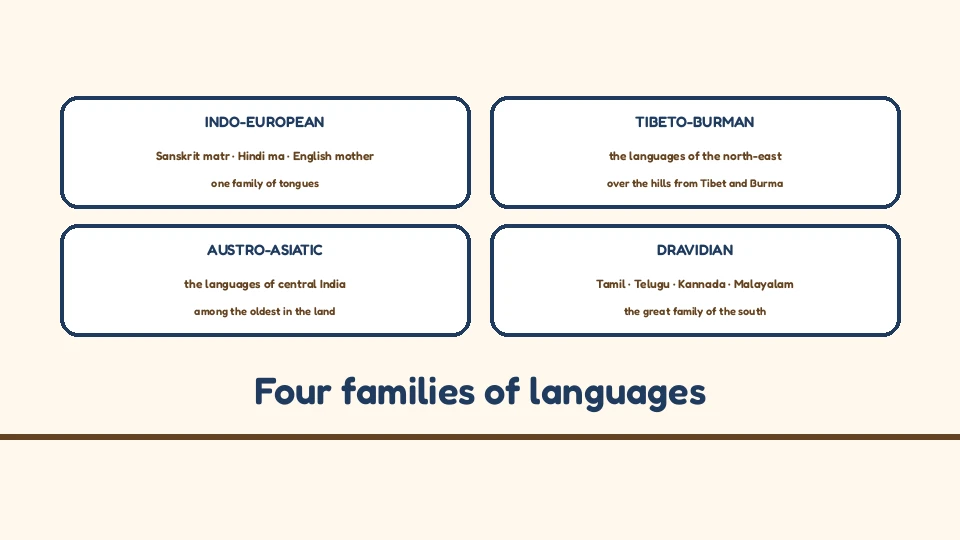 INDO-EUROPEAN
Sanskrit matr · Hindi ma · English mother
one family of tongues
TIBETO-BURMAN
the languages of the north-east
over the hills from Tibet and Burma
AUSTRO-ASIATIC
the languages of central India
among the oldest in the land
DRAVIDIAN
Tamil · Telugu · Kannada · Malayalam
the great family of the south
Four families of languages